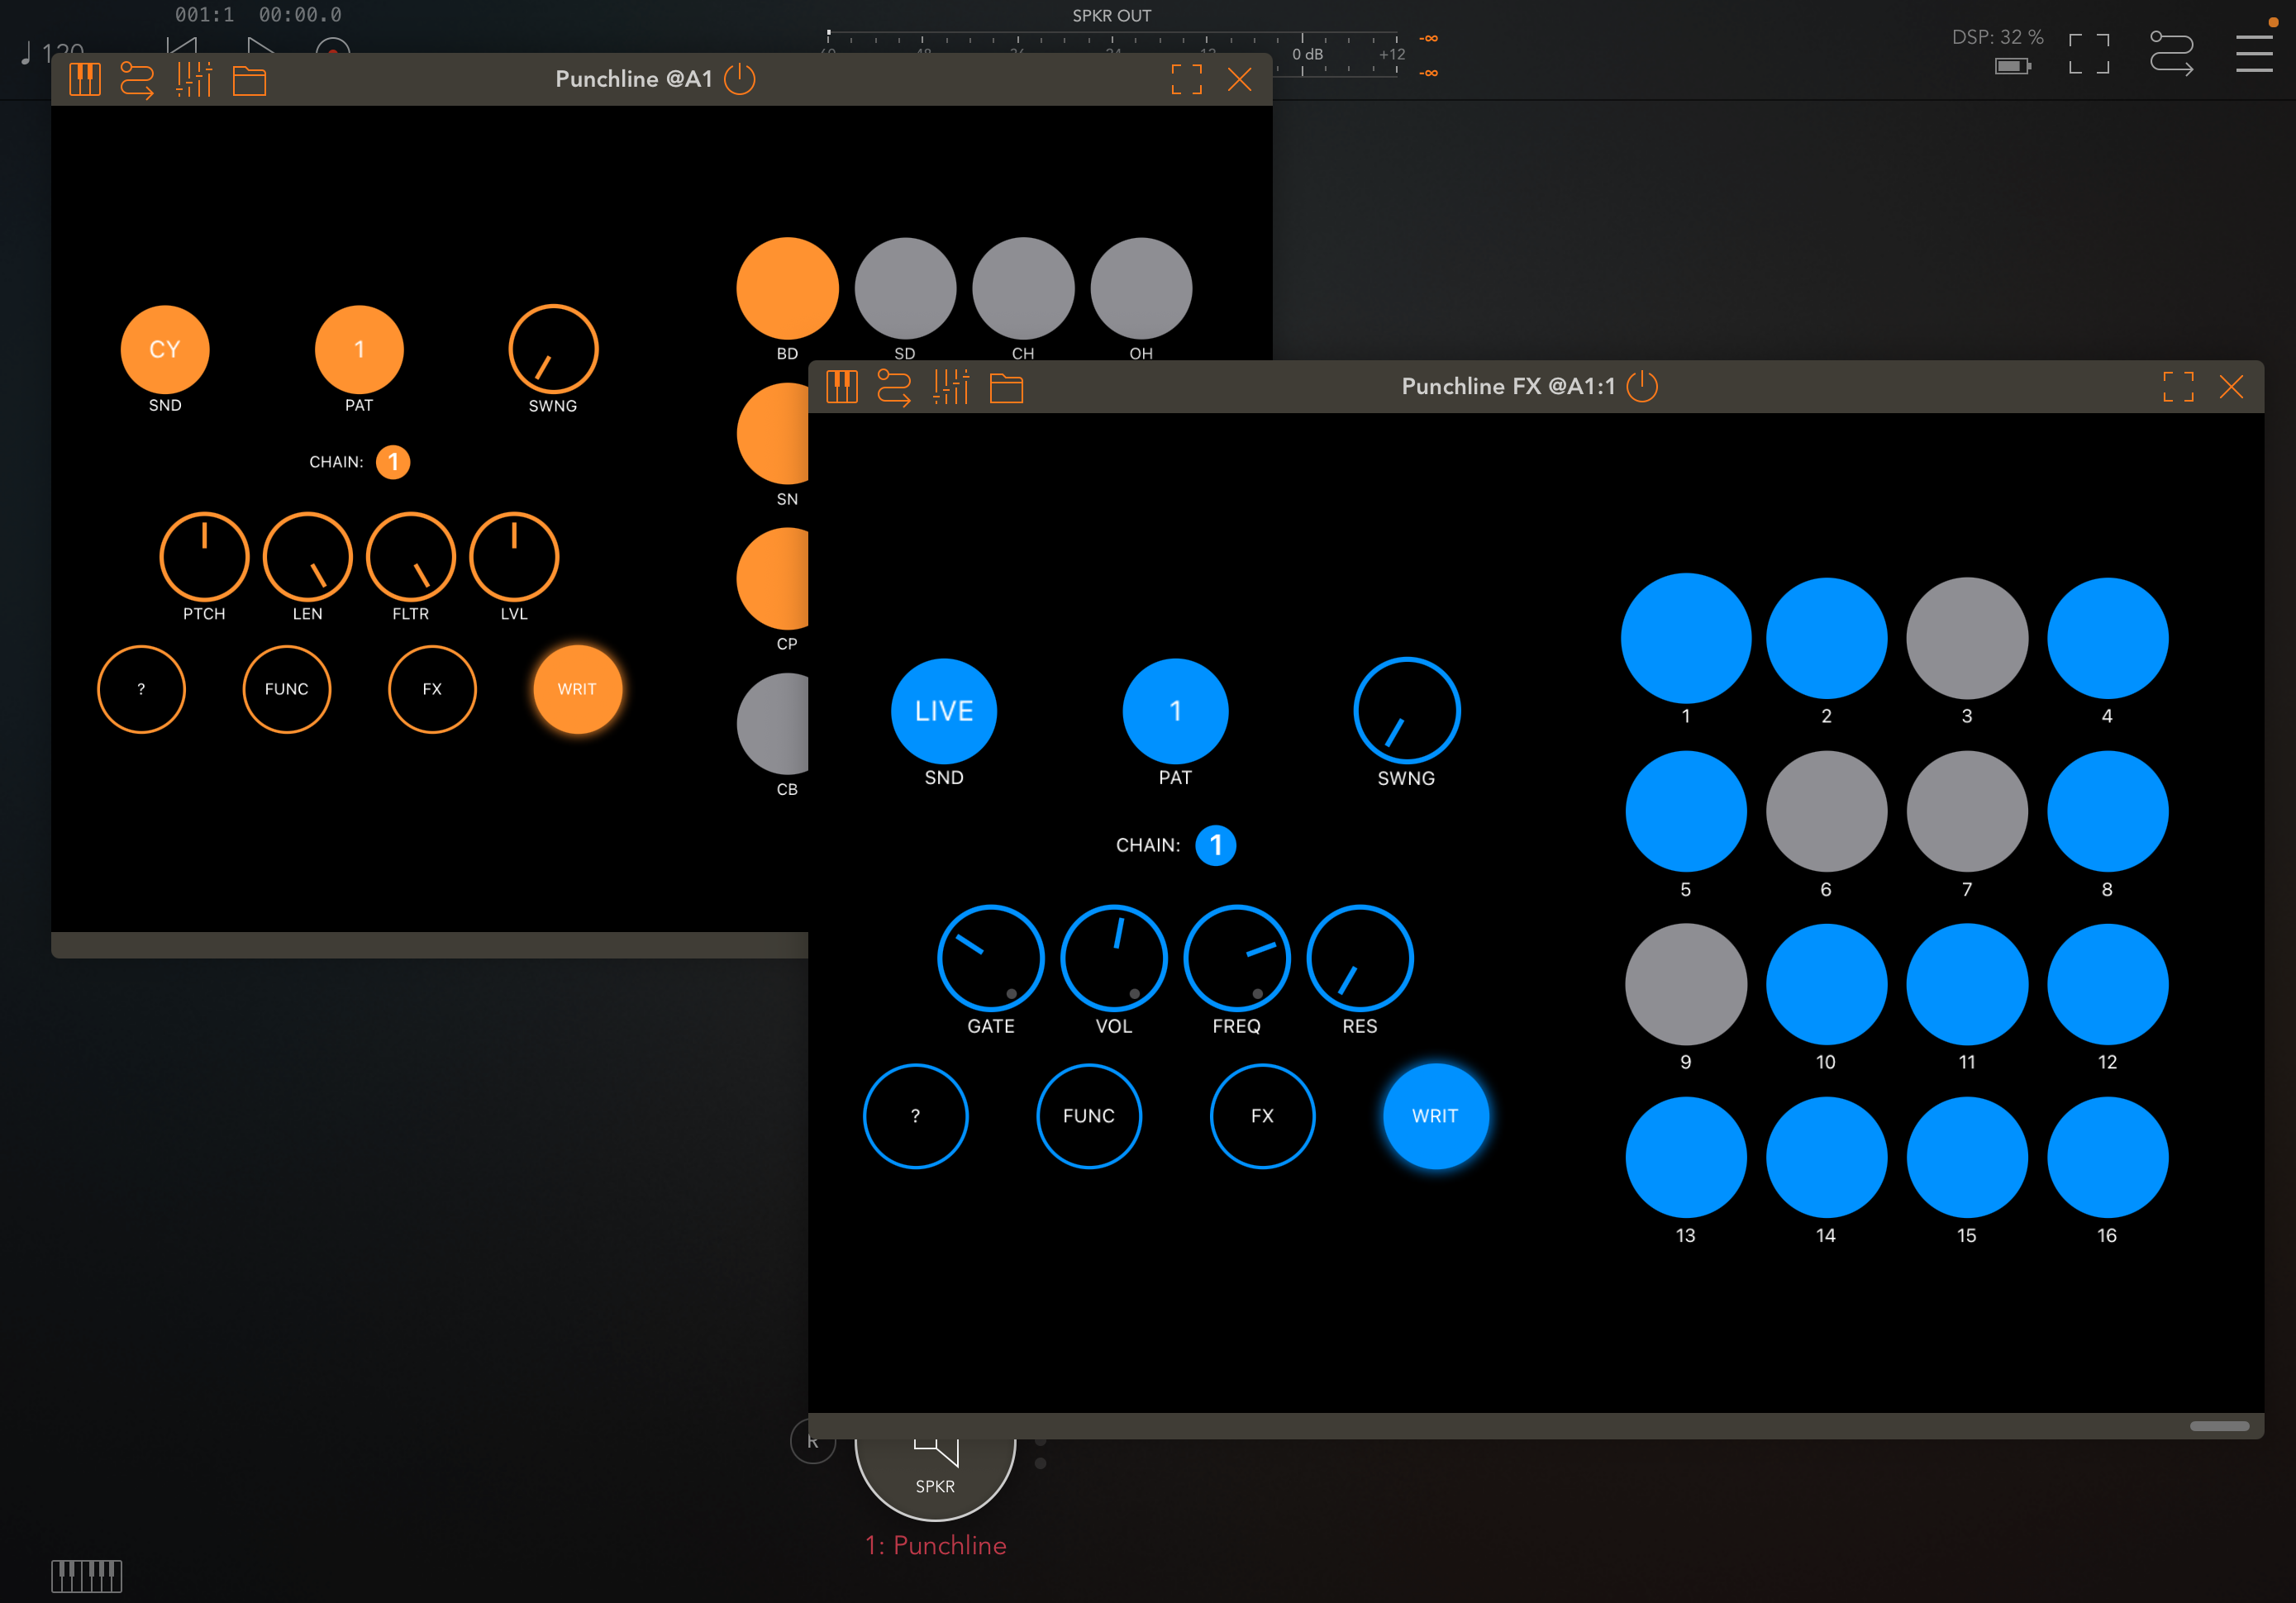 001:1 00:00.0
120
SPKR OUT
0 dB +12
-∞
-∞
DSP: 32 %
Punchline @A1
CY
SND
1
PAT
SWNG
CHAIN: 1
PTCH LEN FLTR LVL
? FUNC FX WRIT
BD SD CH OH
SN
CP
CB
Punchline FX @A1:1
LIVE
SND
1
PAT
SWNG
CHAIN: 1
GATE VOL FREQ RES
? FUNC FX WRIT
1 2 3 4
5 6 7 8
9 10 11 12
13 14 15 16
R
SPKR
1: Punchline